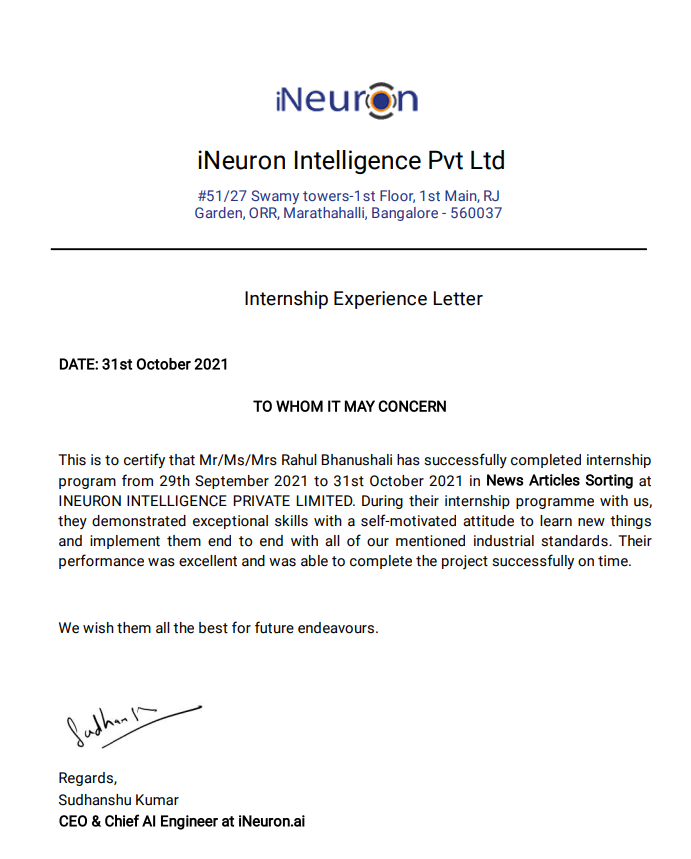 iNeuron
iNeuron Intelligence Pvt Ltd
#51/27 Swamy towers-1st Floor, 1st Main, RJ
Garden, ORR, Marathahalli, Bangalore - 560037
Internship Experience Letter
DATE: 31st October 2021
TO WHOM IT MAY CONCERN
This is to certify that Mr/Ms/Mrs Rahul Bhanushali has successfully completed internship
program from 29th September 2021 to 31st October 2021 in News Articles Sorting at
INEURON INTELLIGENCE PRIVATE LIMITED. During their internship programme with us,
they demonstrated exceptional skills with a self-motivated attitude to learn new things
and implement them end to end with all of our mentioned industrial standards. Their
performance was excellent and was able to complete the project successfully on time.
We wish them all the best for future endeavours.
Regards,
Sudhanshu Kumar
CEO & Chief AI Engineer at iNeuron.ai